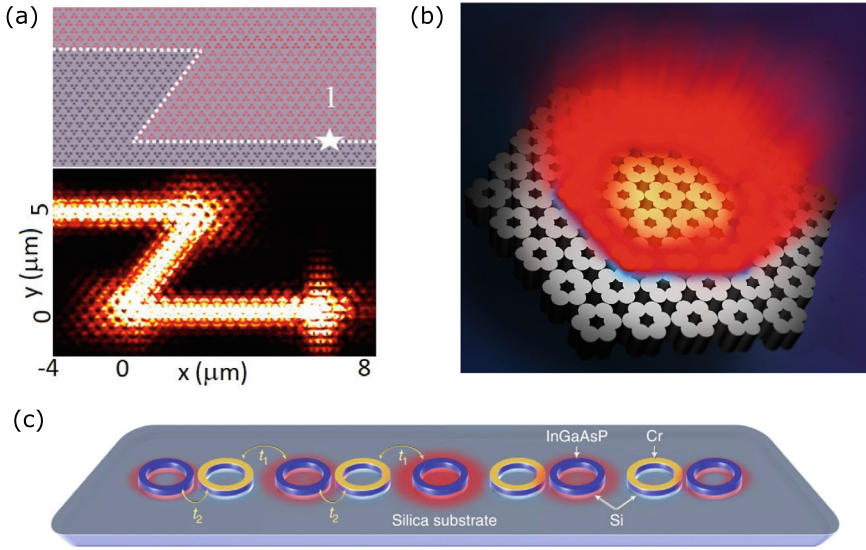 (a)
1
5
0
y (μm)
-4
0
x (μm)
8
(b)
(c)
InGaAsP
Cr
t1
t1
t2
t2
Silica substrate
Si